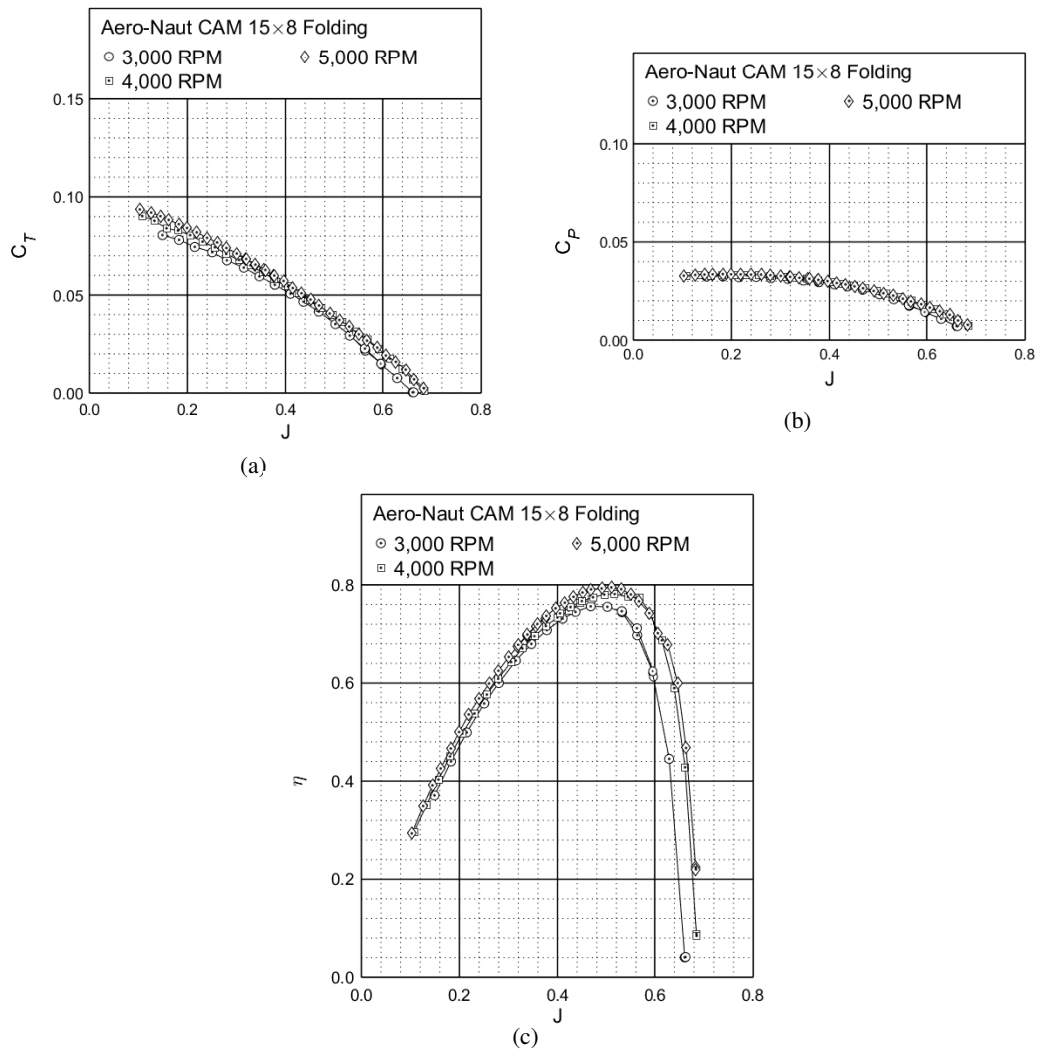 Aero-Naut CAM 15×8 Folding
3,000 RPM 5,000 RPM
4,000 RPM
0.15
0.10
0.05
0.00
C_T
0.0 0.2 0.4 0.6 0.8
J
(a)
Aero-Naut CAM 15×8 Folding
3,000 RPM 5,000 RPM
4,000 RPM
0.10
0.05
0.00
C_P
0.0 0.2 0.4 0.6 0.8
J
(b)
Aero-Naut CAM 15×8 Folding
3,000 RPM 5,000 RPM
4,000 RPM
0.8
0.6
0.4
0.2
0.0
η
0.0 0.2 0.4 0.6 0.8
J
(c)